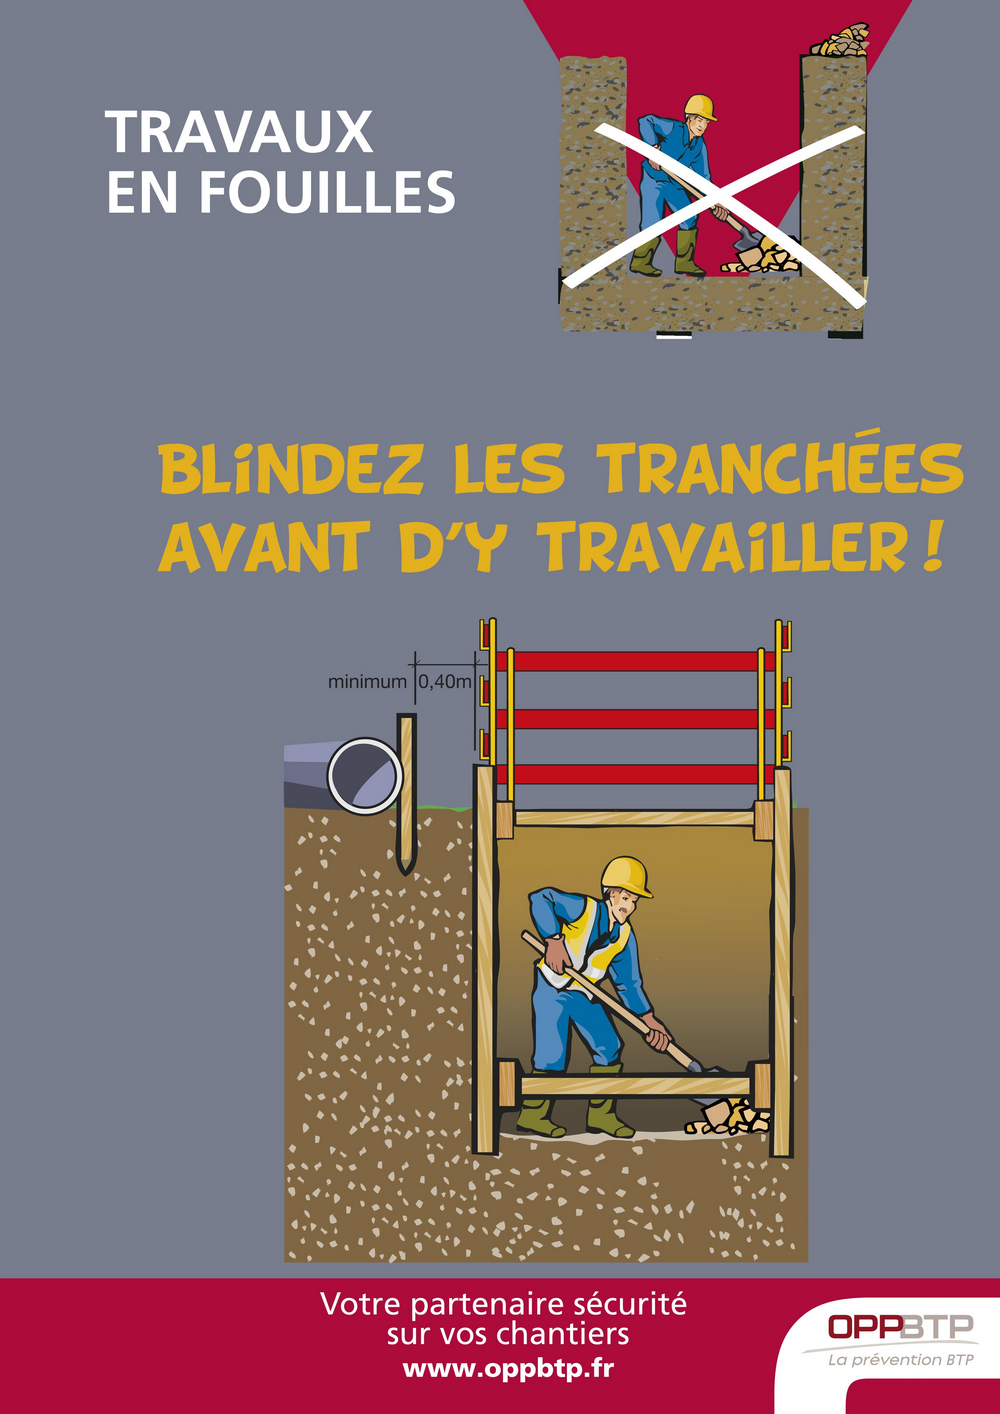 TRAVAUX
EN FOUILLES
BLiNDEZ LES TRANCHÉES
AVANT D'Y TRAVAiLLER !
minimum 0,40m
Votre partenaire sécurité
sur vos chantiers
www.oppbtp.fr
OPPBTP
La prévention BTP